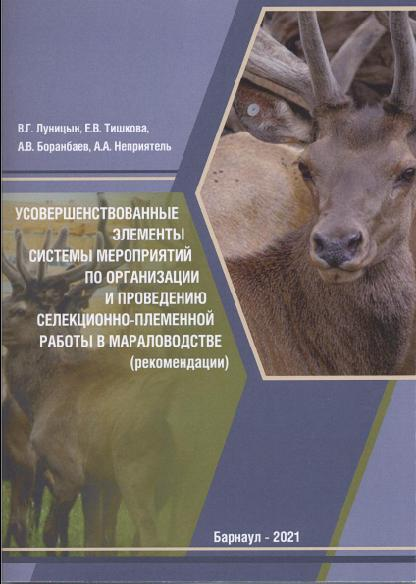 В.Г. Луницын, Е.В. Тишкова,
А.В. Боранбаев, А.А. Неприятель
УСОВЕРШЕНСТВОВАННЫЕ
ЭЛЕМЕНТЫ
СИСТЕМЫ МЕРОПРИЯТИЙ
ПО ОРГАНИЗАЦИИ
И ПРОВЕДЕНИЮ
СЕЛЕКЦИОННО-ПЛЕМЕННОЙ
РАБОТЫ В МАРАЛОВОДСТВЕ
(рекомендации)
Барнаул - 2021